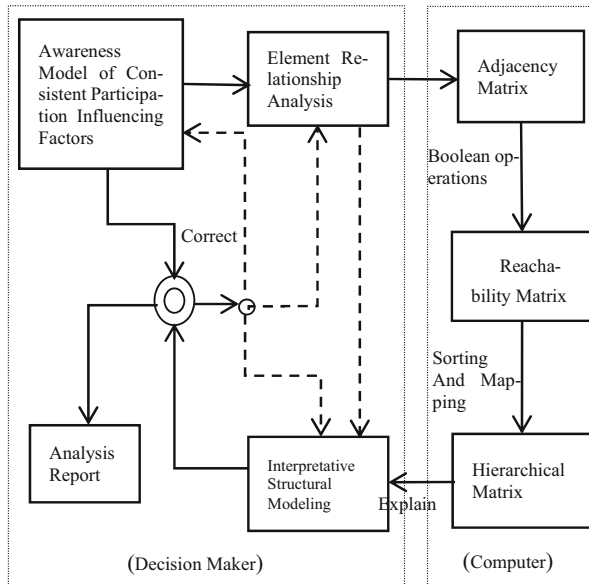 Awareness
Model of Con-
sistent Participa-
tion Influencing
Factors
Element Re-
lationship
Analysis
Adjacency
Matrix
Boolean op-
erations
Correct
Reacha-
bility Matrix
Sorting
And Map-
ping
Analysis
Report
Interpretative
Structural
Modeling
Explain
Hierarchical
Matrix
(Decision Maker)
(Computer)